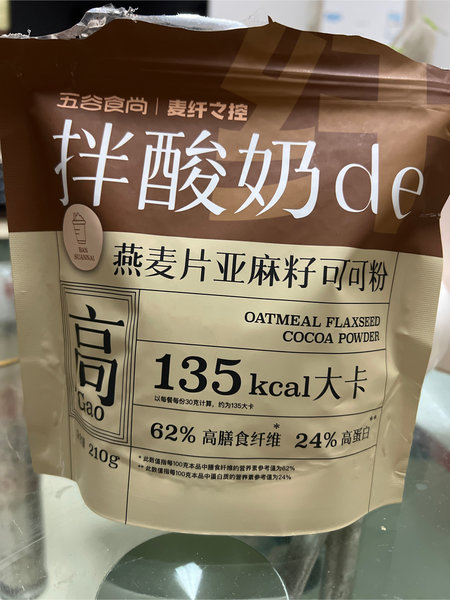 五谷食尚 | 麦纤之控
拌酸奶de
BAN
SUANNAI
燕麦片亚麻籽可可粉
OATMEAL FLAXSEED
COCOA POWDER
高
Gao
135kcal大卡
以每餐每份30克计算，约为135大卡
62% 高膳食纤维* 24% 高蛋白**
210g
* 此数值指每100克本品中膳食纤维的营养素参考值为62%
** 此数值指每100克本品中蛋白质的营养素参考值为24%